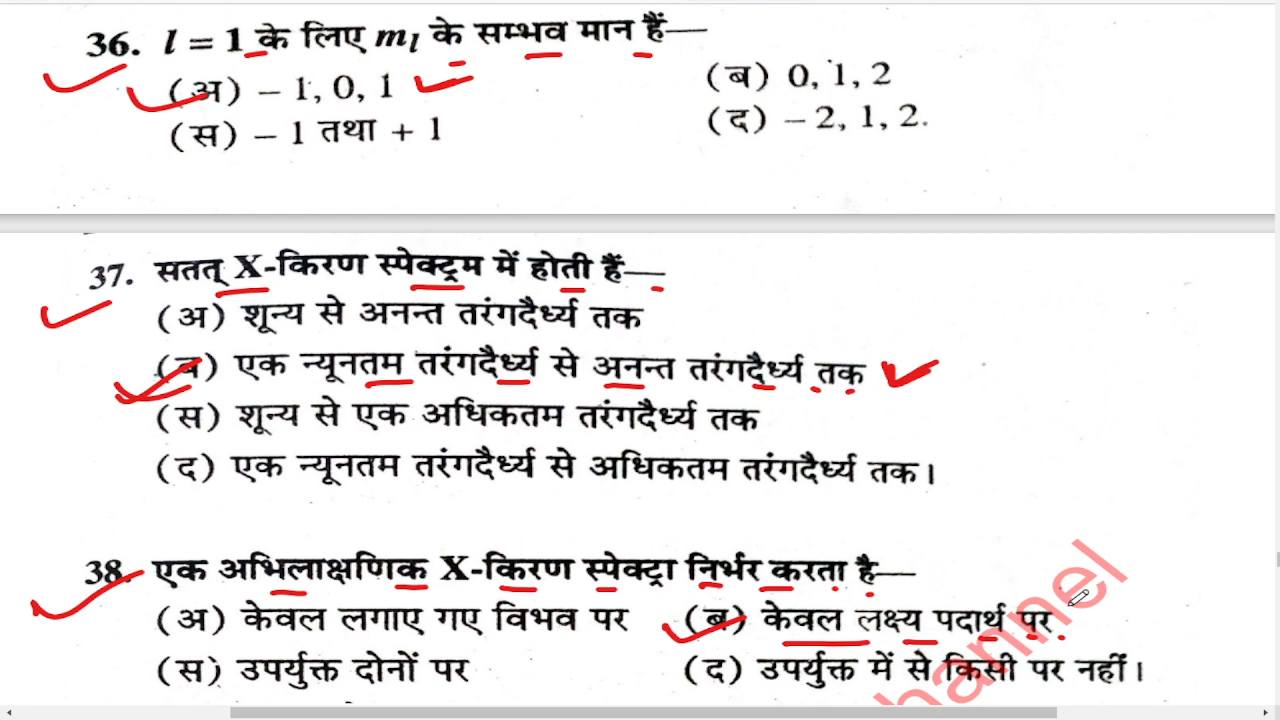 36. l = 1 के लिए mₗ के सम्भव मान हैं—
(अ) – 1, 0, 1 (ब) 0, 1, 2
(स) – 1 तथा + 1 (द) – 2, 1, 2.
37. सतत् X-किरण स्पेक्ट्रम में होती हैं—
(अ) शून्य से अनन्त तरंगदैर्ध्य तक
(ब) एक न्यूनतम तरंगदैर्ध्य से अनन्त तरंगदैर्ध्य तक
(स) शून्य से एक अधिकतम तरंगदैर्ध्य तक
(द) एक न्यूनतम तरंगदैर्ध्य से अधिकतम तरंगदैर्ध्य तक।
38. एक अभिलाक्षणिक X-किरण स्पेक्ट्रा निर्भर करता है—
(अ) केवल लगाए गए विभव पर (ब) केवल लक्ष्य पदार्थ पर
(स) उपर्युक्त दोनों पर (द) उपर्युक्त में से किसी पर नहीं।
hannel